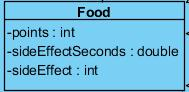 Food
-points : int
-sideEffectSeconds : double
-sideEffect : int